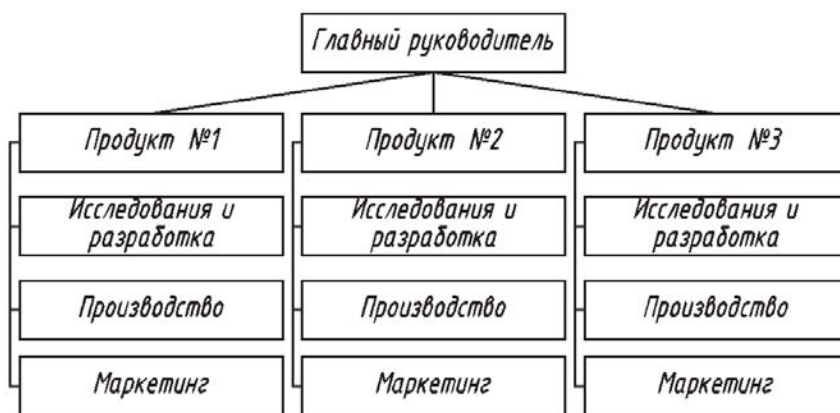 Главный руководитель
Продукт №1
Продукт №2
Продукт №3
Исследования и
разработка
Исследования и
разработка
Исследования и
разработка
Производство
Производство
Производство
Маркетинг
Маркетинг
Маркетинг